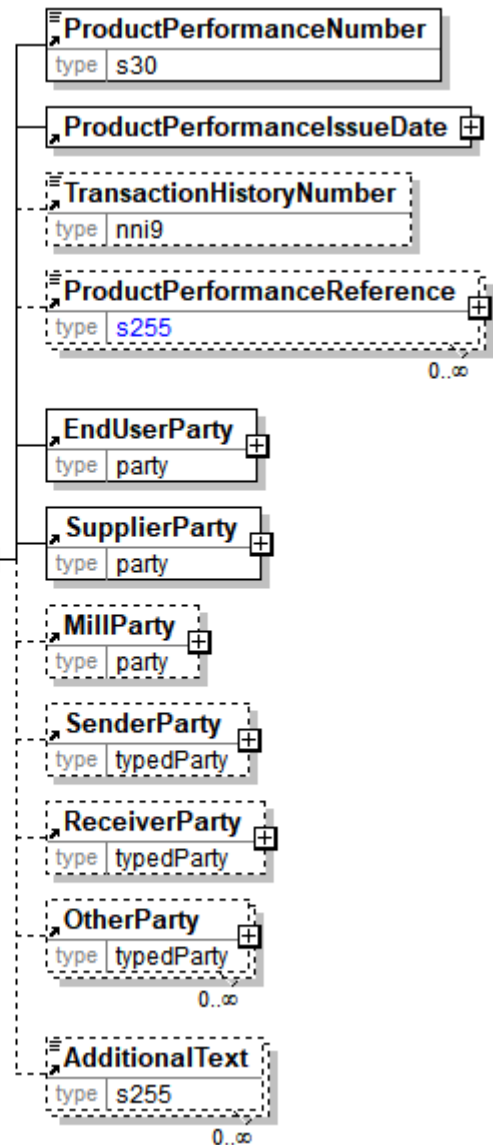 ProductPerformanceNumber
type s30
ProductPerformanceIssueDate
TransactionHistoryNumber
type nni9
ProductPerformanceReference
type s255
0..∞
EndUserParty
type party
SupplierParty
type party
MillParty
type party
SenderParty
type typedParty
ReceiverParty
type typedParty
OtherParty
type typedParty
0..∞
AdditionalText
type s255
0..∞